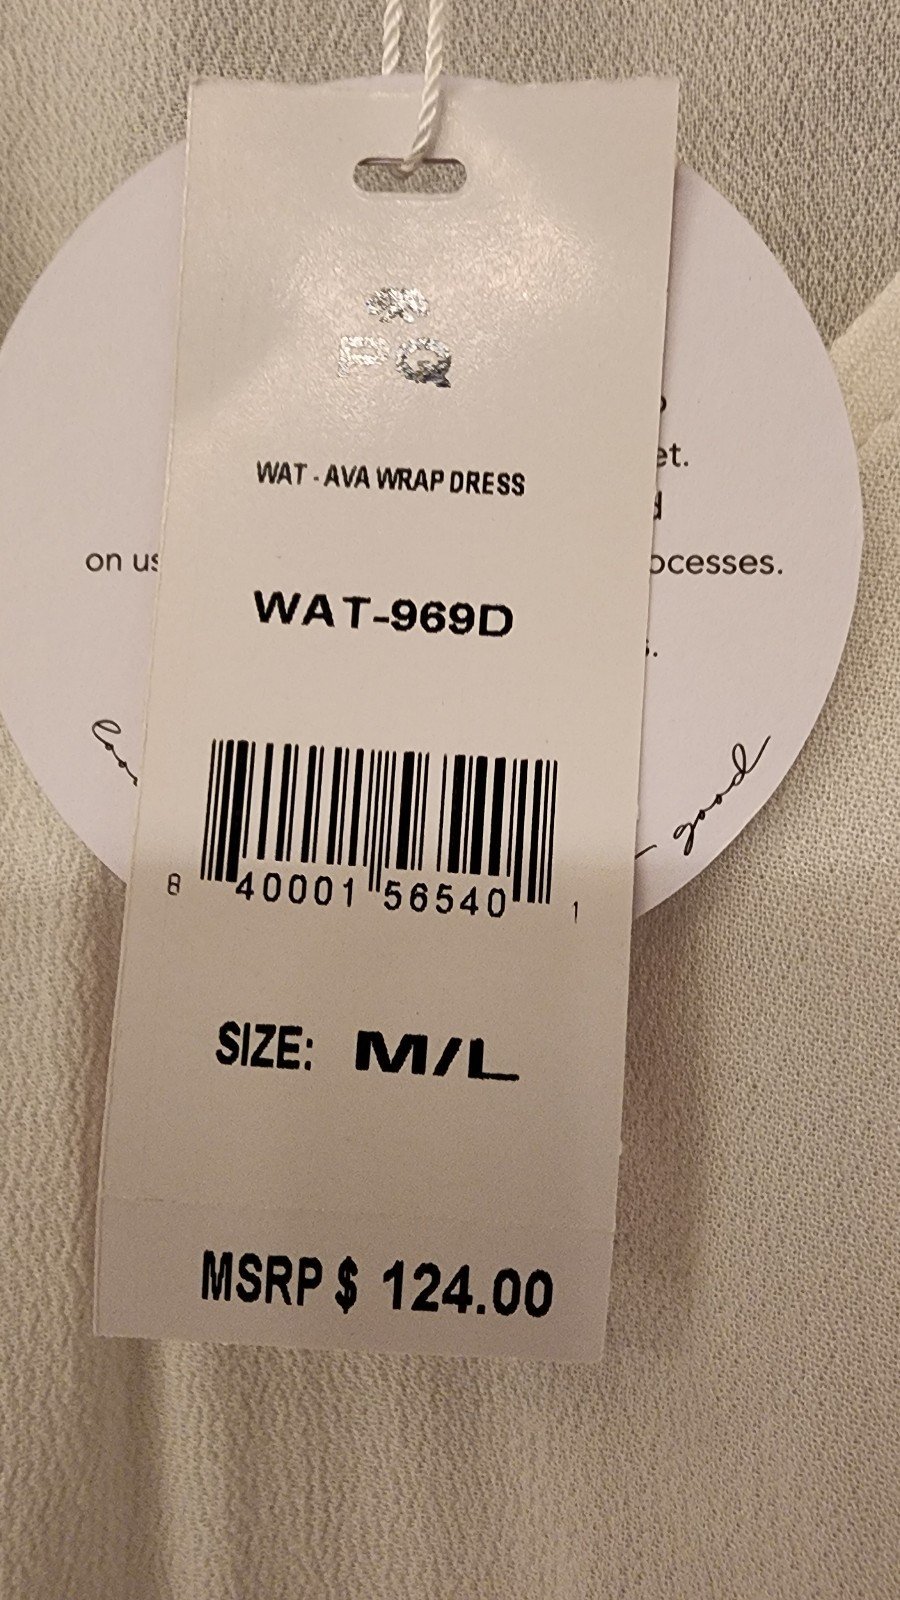 PQ
WAT - AVA WRAP DRESS
WAT-969D
8 40001 56540 1
SIZE: M/L
MSRP $ 124.00
et.
on us
ocesses.
good